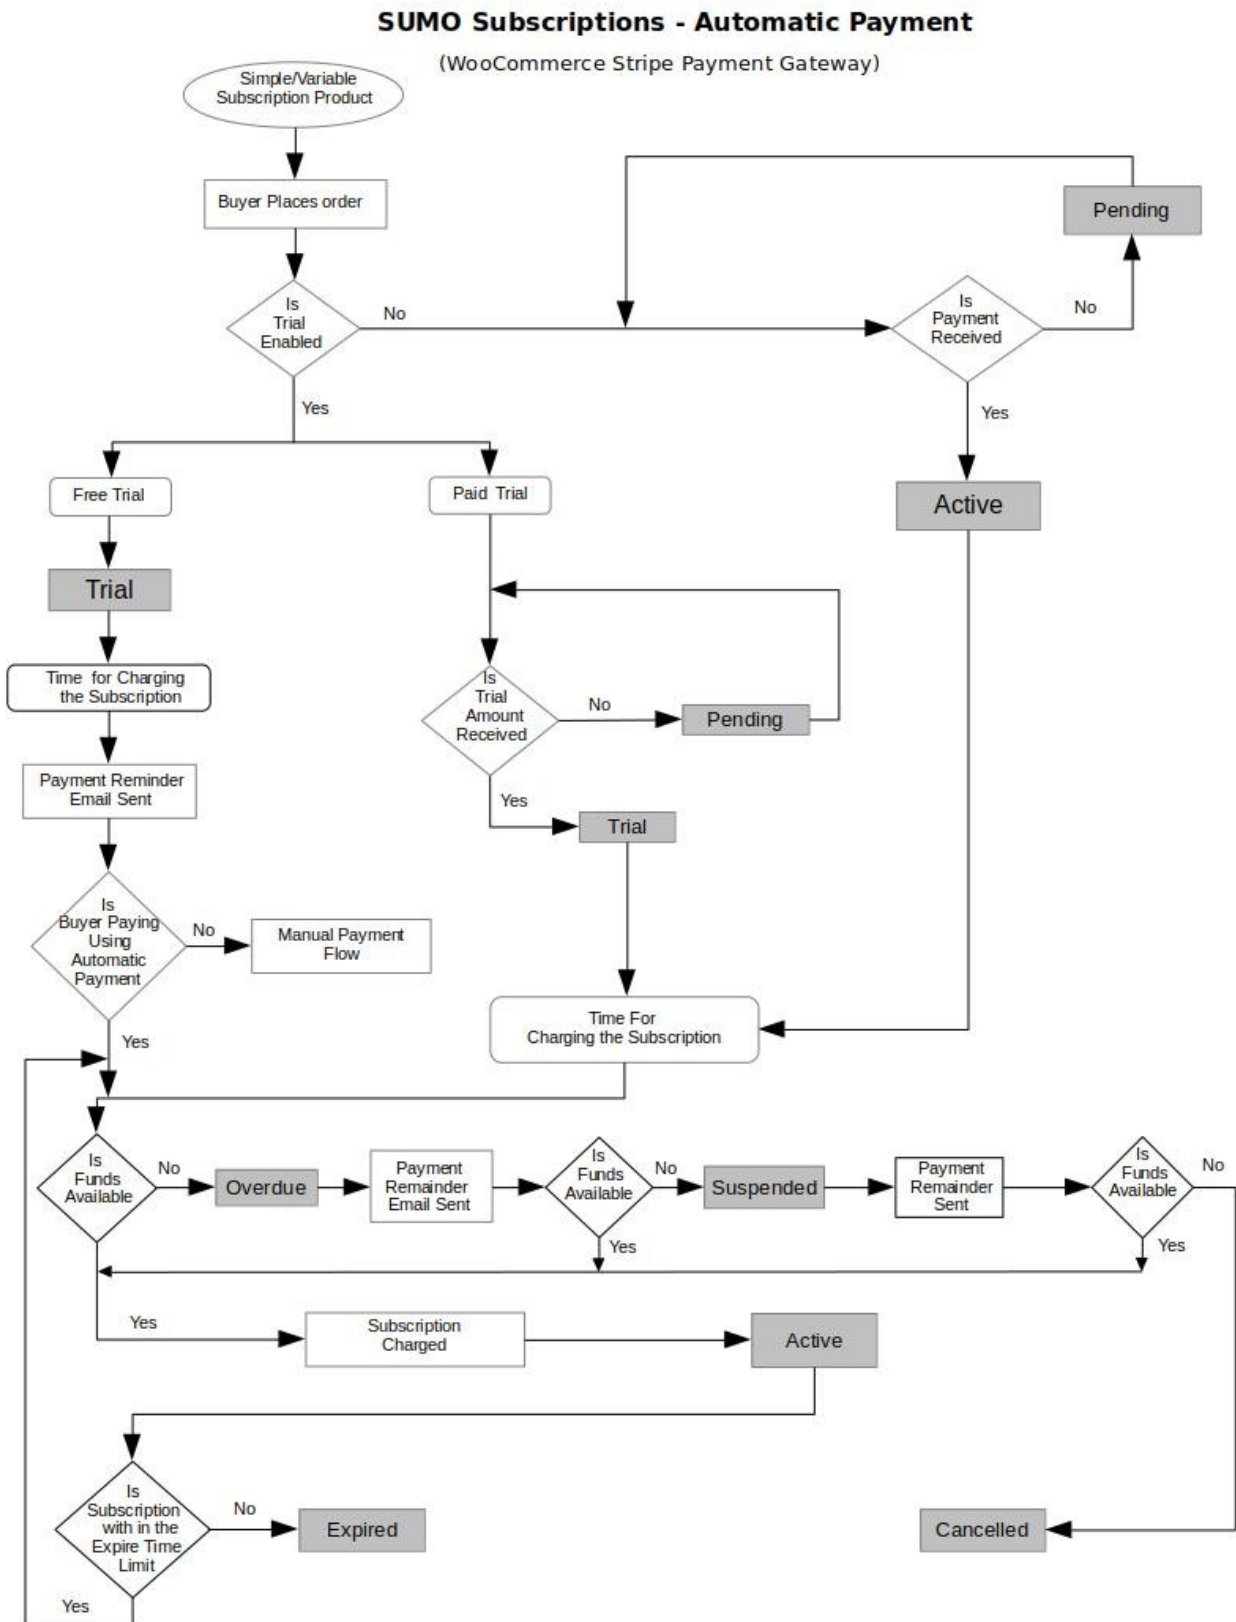 SUMO Subscriptions - Automatic Payment
(WooCommerce Stripe Payment Gateway)
Simple/Variable
Subscription Product
Buyer Places order
Pending
Is
Trial
Enabled
No
Is
Payment
Received
No
Yes
Yes
Free Trial
Paid Trial
Active
Trial
Time for Charging
the Subscription
Is
Trial
Amount
Received
No
Pending
Payment Reminder
Email Sent
Yes
Trial
Is
Buyer Paying
Using
Automatic
Payment
No
Manual Payment
Flow
Time For
Charging the Subscription
Yes
Is
Funds
Available
No
Overdue
Payment
Remainder
Email Sent
Is
Funds
Available
No
Suspended
Payment
Remainder
Sent
Is
Funds
Available
No
Yes
Yes
Yes
Subscription
Charged
Active
Is
Subscription
with in the
Expire Time
Limit
No
Expired
Cancelled
Yes